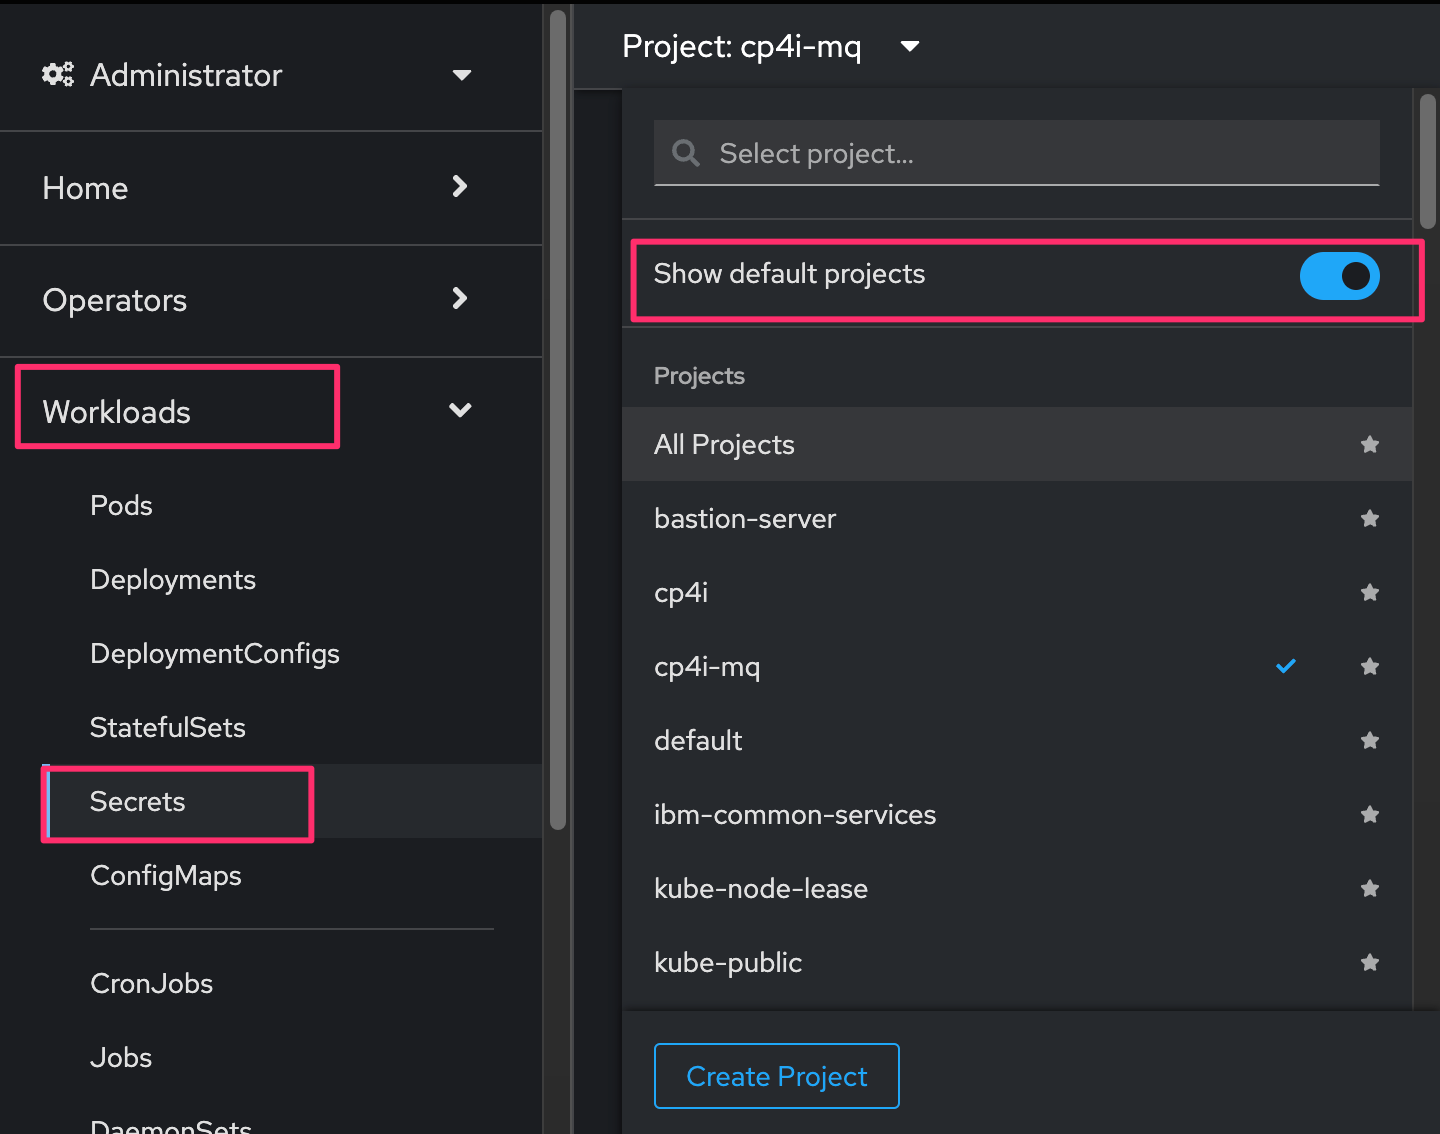 Administrator
Home
Operators
Workloads
Pods
Deployments
DeploymentConfigs
StatefulSets
Secrets
ConfigMaps
CronJobs
Jobs
DaemonSets
Project: cp4i-mq
Select project...
Show default projects
Projects
All Projects
bastion-server
cp4i
cp4i-mq
default
ibm-common-services
kube-node-lease
kube-public
Create Project